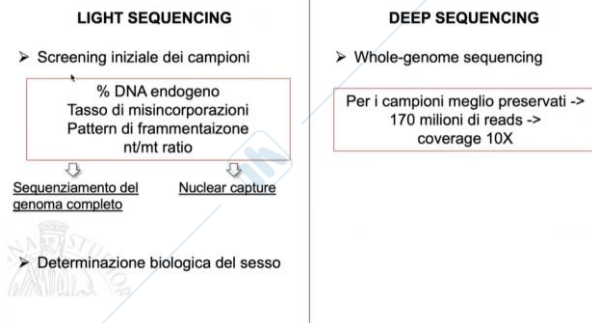 LIGHT SEQUENCING
➢ Screening iniziale dei campioni
% DNA endogeno
Tasso di misincorporazioni
Pattern di frammentaizone
nt/mt ratio
Sequenziamento del
genoma completo
Nuclear capture
➢ Determinazione biologica del sesso
DEEP SEQUENCING
➢ Whole-genome sequencing
Per i campioni meglio preservati ->
170 milioni di reads ->
coverage 10X